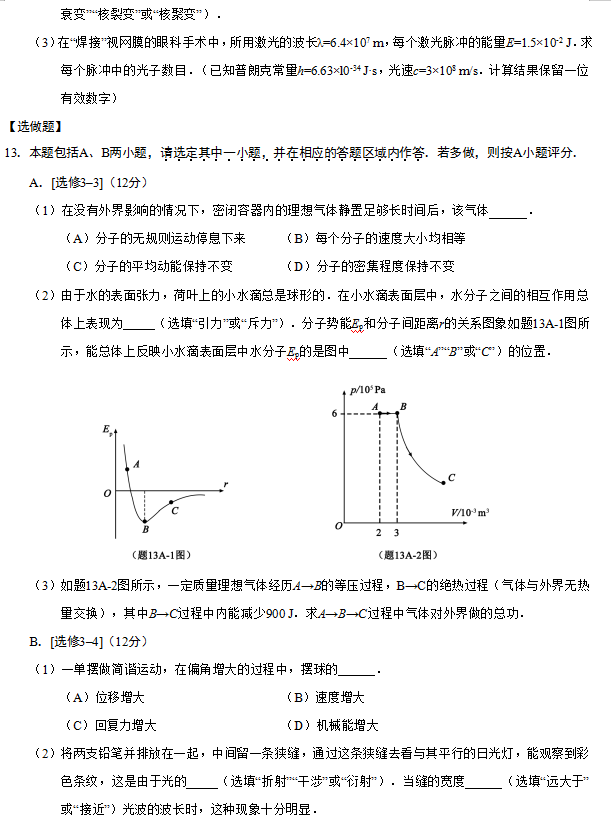 衰变”“核裂变”或“核聚变”）．
（3）在“焊接”视网膜的眼科手术中，所用激光的波长λ=6.4×10⁷ m，每个激光脉冲的能量E=1.5×10⁻² J．求
每个脉冲中的光子数目．（已知普朗克常量h=6.63×l0⁻³⁴ J·s，光速c=3×10⁸ m/s．计算结果保留一位
有效数字）
【选做题】
13．本题包括A、B两小题，请选定其中一小题，并在相应的答题区域内作答．若多做，则按A小题评分．
A．[选修3–3]（12分）
（1）在没有外界影响的情况下，密闭容器内的理想气体静置足够长时间后，该气体______．
（A）分子的无规则运动停息下来 （B）每个分子的速度大小均相等
（C）分子的平均动能保持不变 （D）分子的密集程度保持不变
（2）由于水的表面张力，荷叶上的小水滴总是球形的．在小水滴表面层中，水分子之间的相互作用总
体上表现为_____（选填“引力”或“斥力”）．分子势能Ep和分子间距离r的关系图象如题13A-1图所
示，能总体上反映小水滴表面层中水分子Ep的是图中______（选填“A”“B”或“C”）的位置．
Ep
A
O
B
C
r
（题13A-1图）
p/10⁵ Pa
6
A
B
C
V/10⁻³ m³
O
2 3
（题13A-2图）
（3）如题13A-2图所示，一定质量理想气体经历A→B的等压过程，B→C的绝热过程（气体与外界无热
量交换），其中B→C过程中内能减少900 J．求A→B→C过程中气体对外界做的总功．
B．[选修3–4]（12分）
（1）一单摆做简谐运动，在偏角增大的过程中，摆球的______．
（A）位移增大 （B）速度增大
（C）回复力增大 （D）机械能增大
（2）将两支铅笔并排放在一起，中间留一条狭缝，通过这条狭缝去看与其平行的日光灯，能观察到彩
色条纹，这是由于光的_____（选填“折射”“干涉”或“衍射”）．当缝的宽度______（选填“远大于”
或“接近”）光波的波长时，这种现象十分明显．